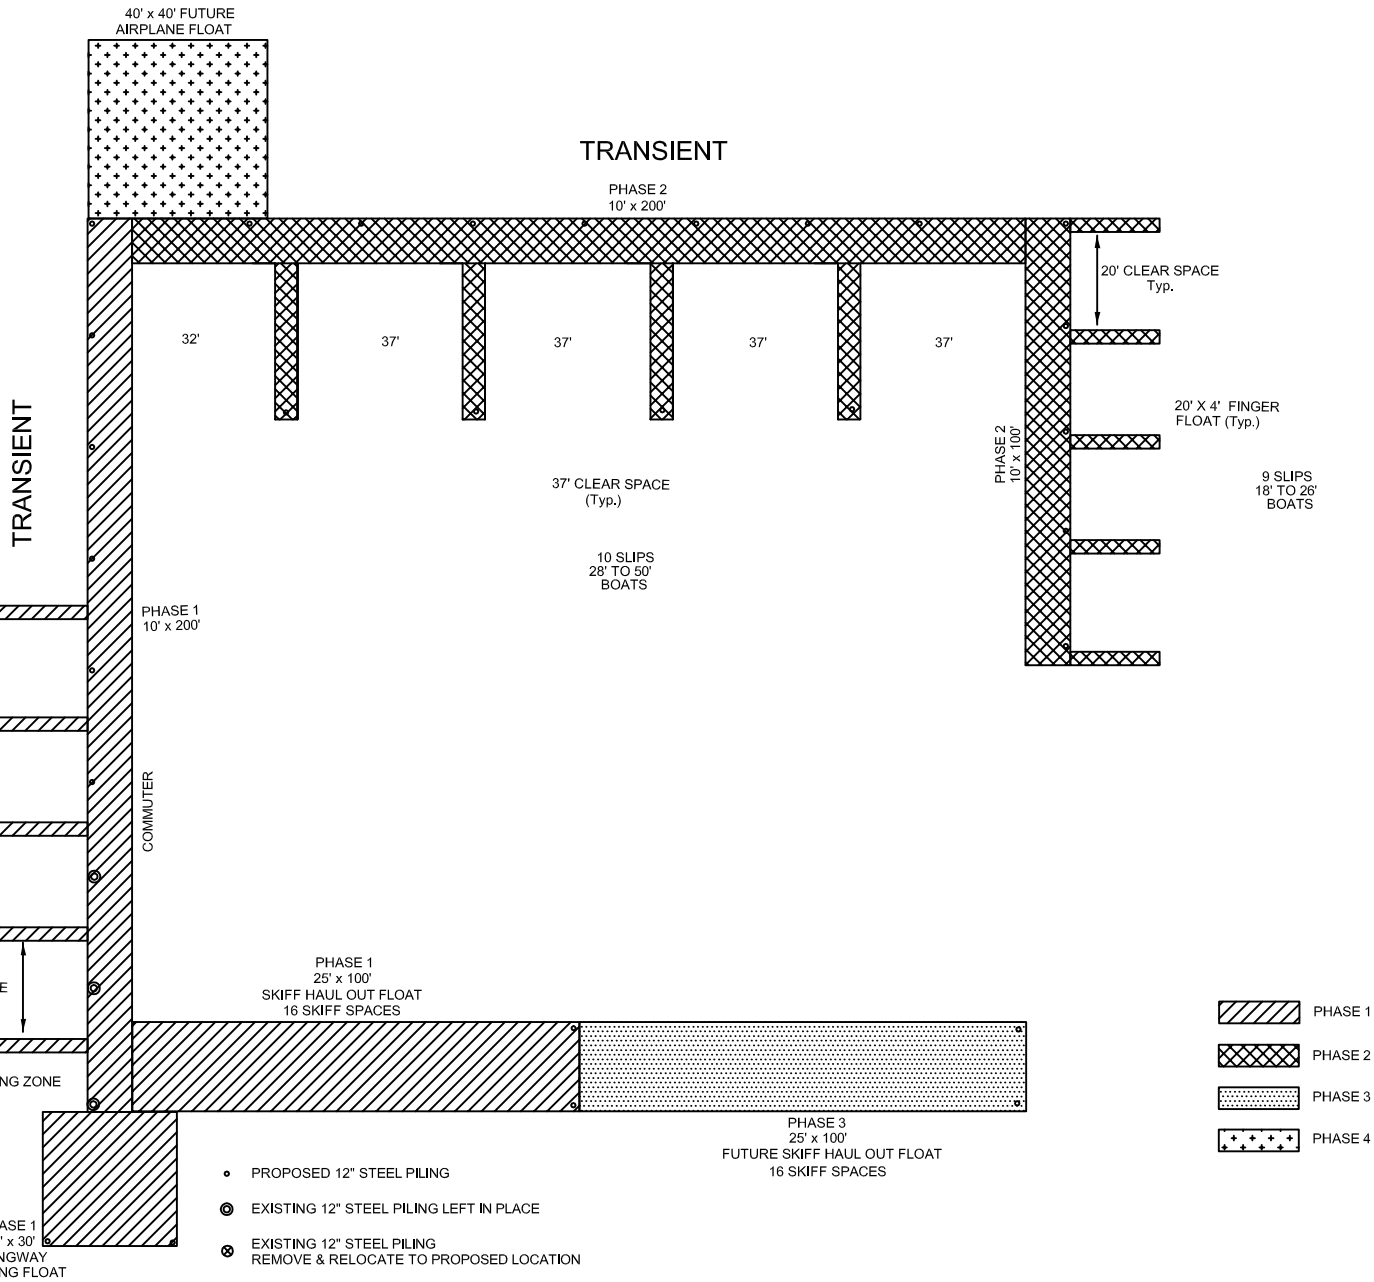 40' x 40' FUTURE
AIRPLANE FLOAT
TRANSIENT
PHASE 2
10' x 200'
20' CLEAR SPACE
Typ.
32'
37'
37'
37'
37'
TRANSIENT
20' X 4' FINGER
FLOAT (Typ.)
PHASE 2
10' x 100'
37' CLEAR SPACE
(Typ.)
9 SLIPS
18' TO 26'
BOATS
10 SLIPS
28' TO 50'
BOATS
PHASE 1
10' x 200'
COMMUTER
PHASE 1
25' x 100'
SKIFF HAUL OUT FLOAT
16 SKIFF SPACES
E
NG ZONE
PHASE 1
PHASE 2
PHASE 3
PHASE 4
PHASE 3
25' x 100'
FUTURE SKIFF HAUL OUT FLOAT
16 SKIFF SPACES
PROPOSED 12" STEEL PILING
EXISTING 12" STEEL PILING LEFT IN PLACE
EXISTING 12" STEEL PILING
REMOVE & RELOCATE TO PROPOSED LOCATION
ASE 1
' x 30'
NGWAY
NG FLOAT